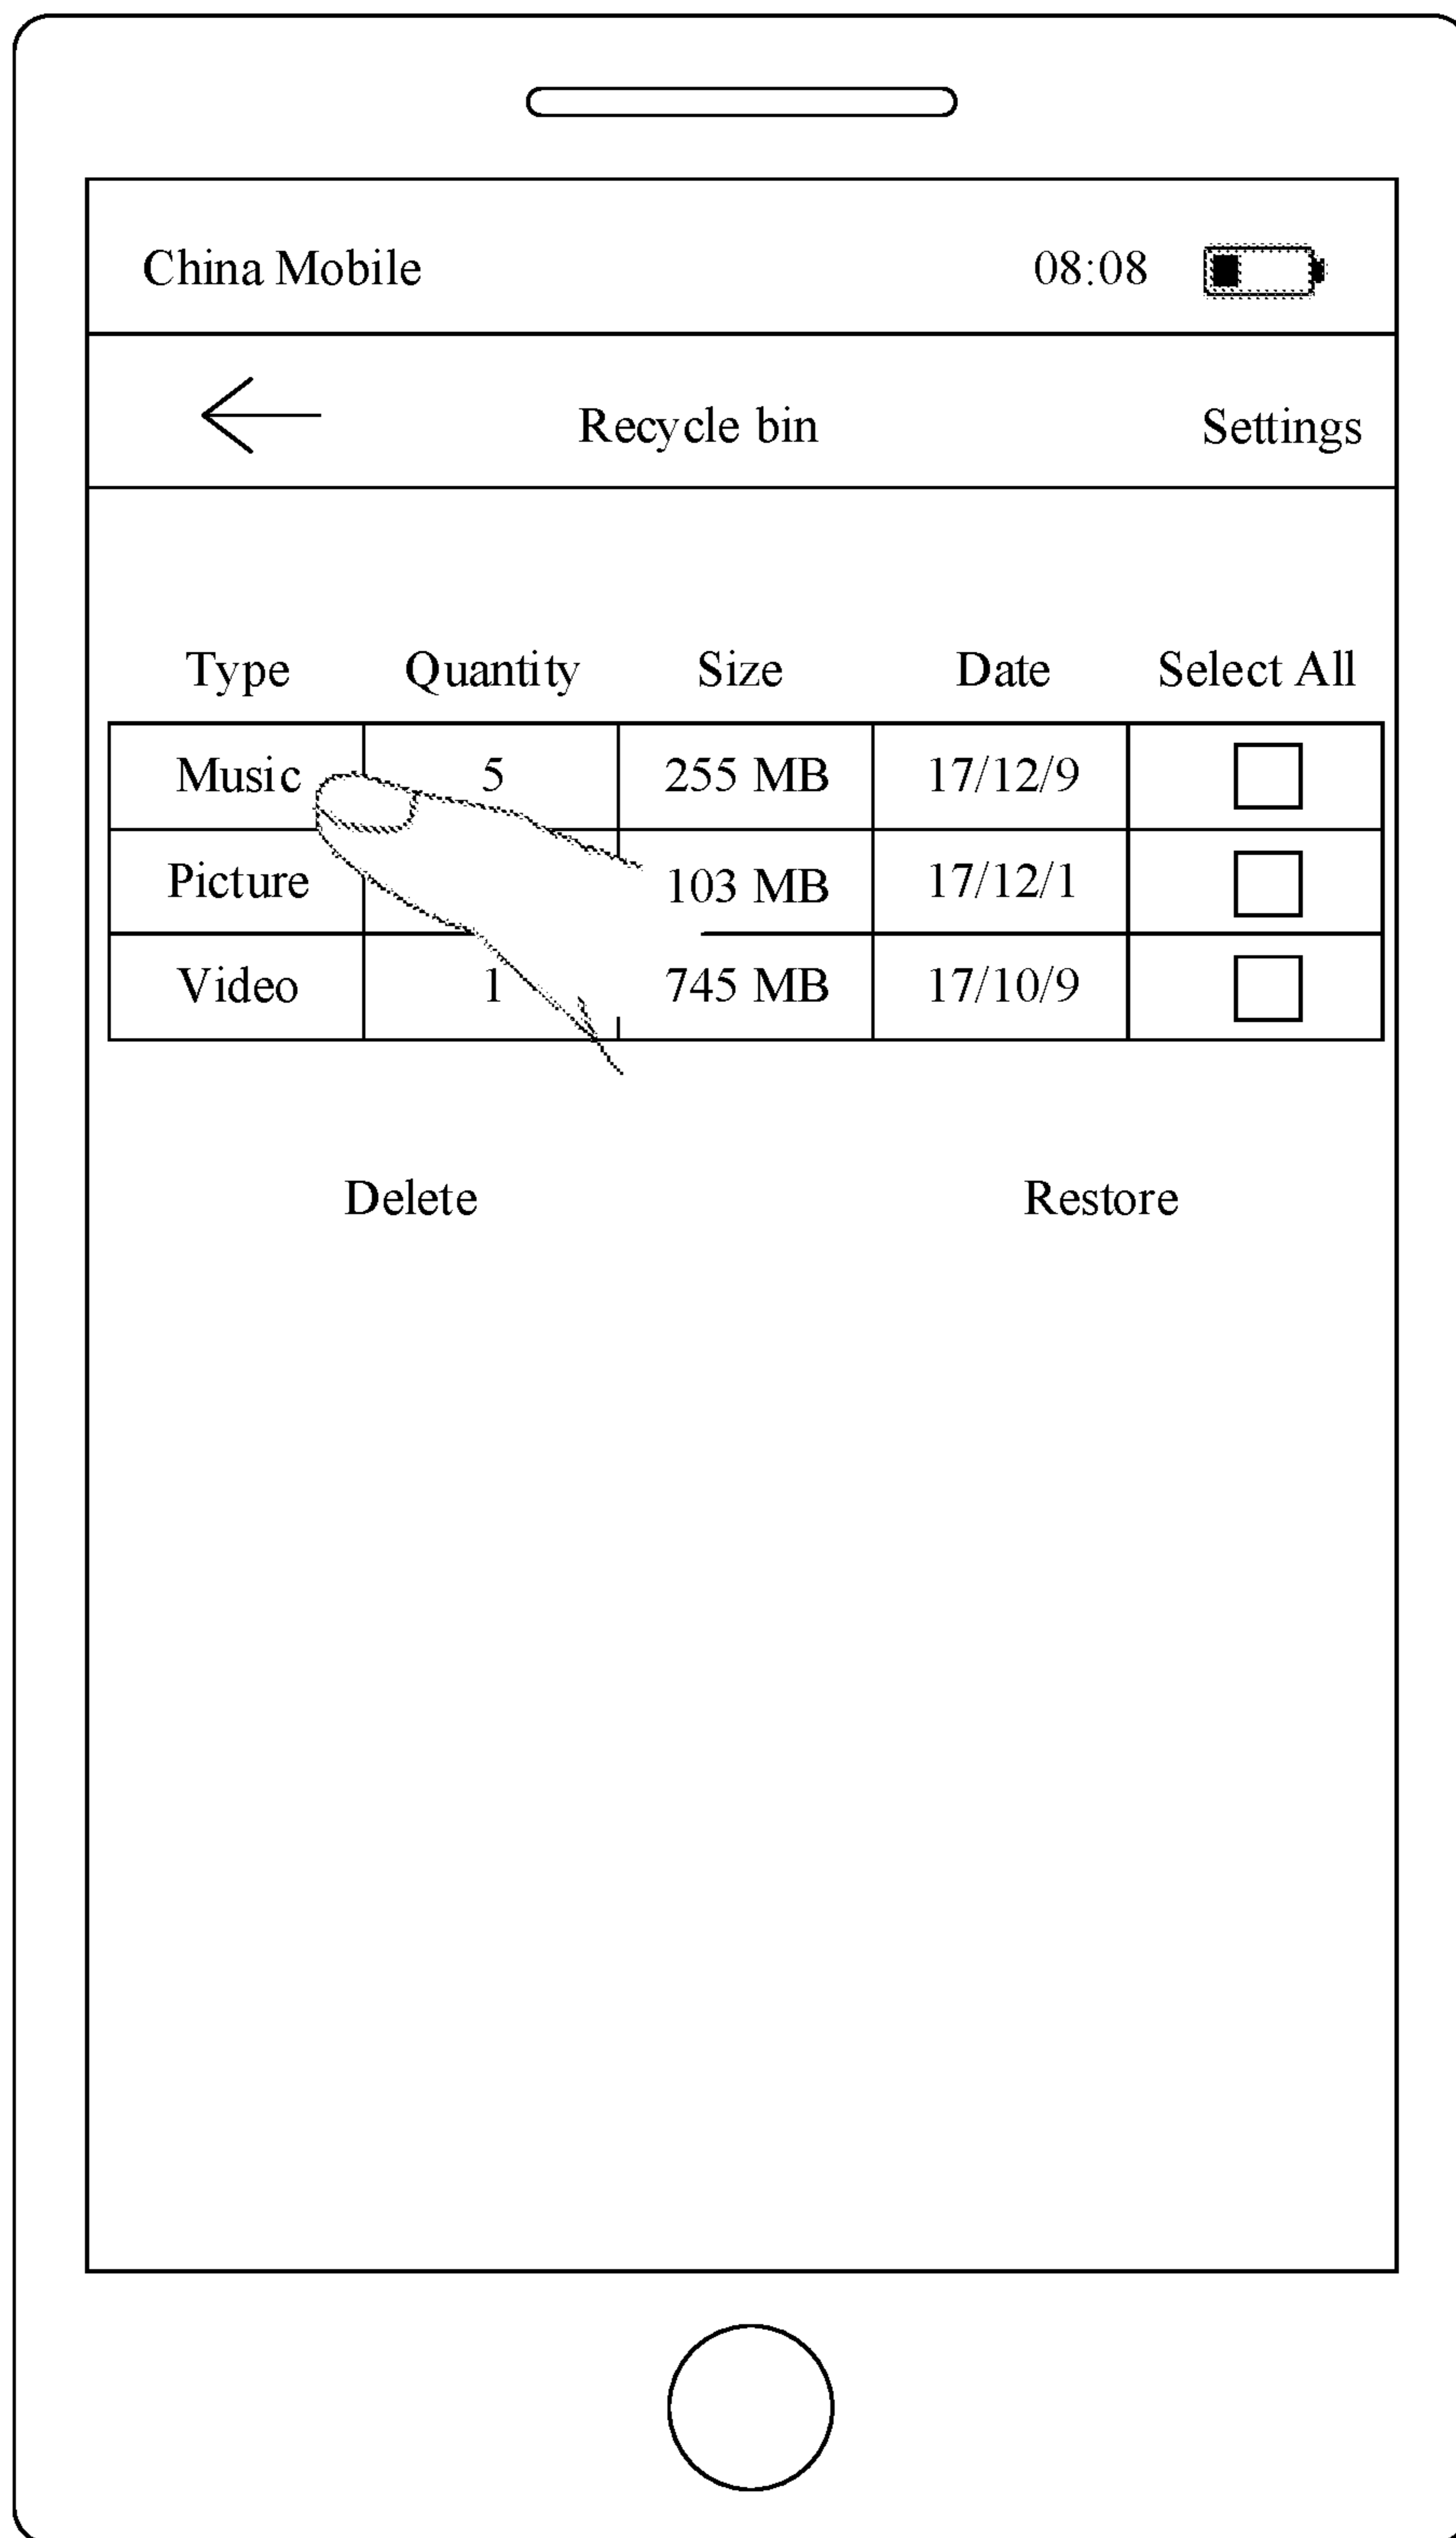 China Mobile 08:08
Recycle bin Settings
Type Quantity Size Date Select All
Music 5 255 MB 17/12/9
Picture 103 MB 17/12/1
Video 1 745 MB 17/10/9
Delete Restore